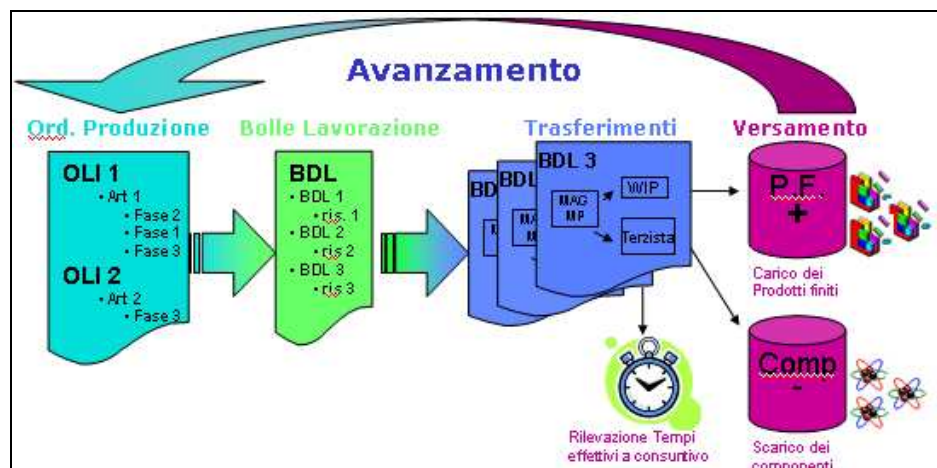 Avanzamento
Ord. Produzione
OLI 1
• Art 1
• Fase 2
• Fase 1
• Fase 3
OLI 2
• Art 2
• Fase 3
Bolle Lavorazione
BDL
• BDL 1
• ris. 1
• BDL 2
• ris 2
• BDL 3
• ris 3
Trasferimenti
BDL
BDL 3
MAG
MP
WIP
Terzista
Rilevazione Tempi
effettivi a consuntivo
Versamento
P.F.
+
Carico dei
Prodotti finiti
Comp
-
Scarico dei
componenti